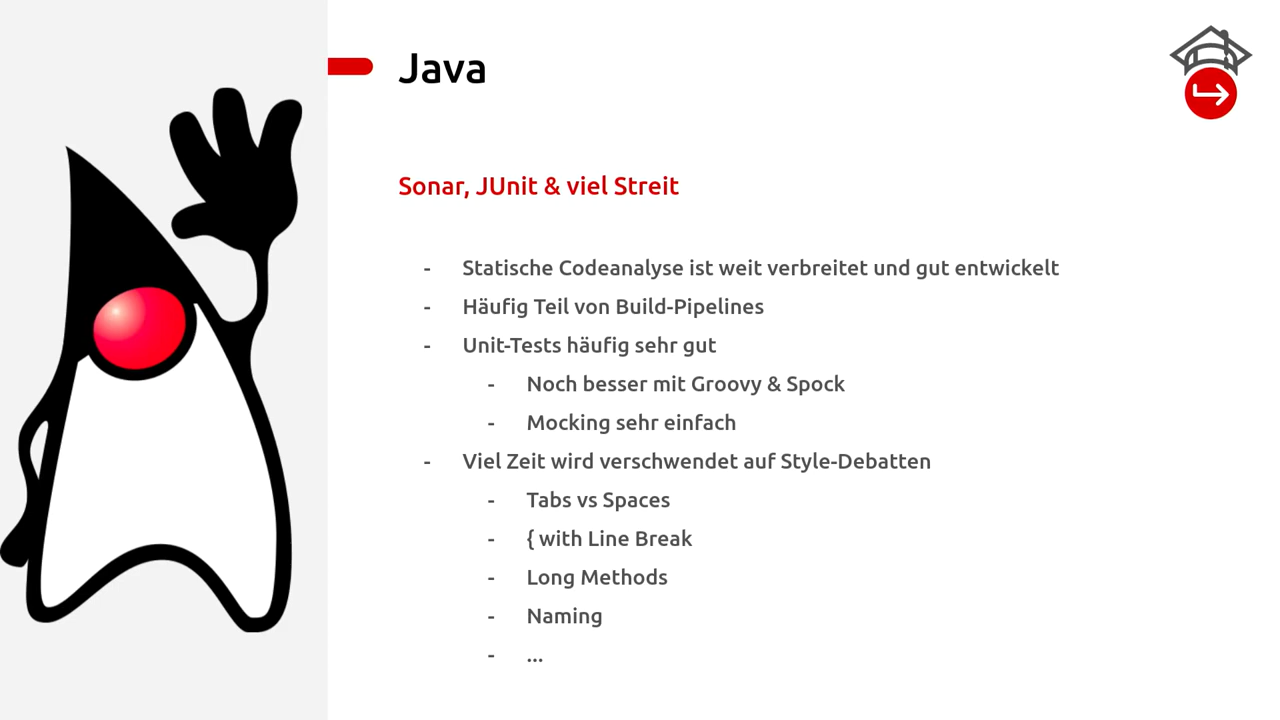 Java
Sonar, JUnit & viel Streit
- Statische Codeanalyse ist weit verbreitet und gut entwickelt
- Häufig Teil von Build-Pipelines
- Unit-Tests häufig sehr gut
- Noch besser mit Groovy & Spock
- Mocking sehr einfach
- Viel Zeit wird verschwendet auf Style-Debatten
- Tabs vs Spaces
- { with Line Break
- Long Methods
- Naming
- ...